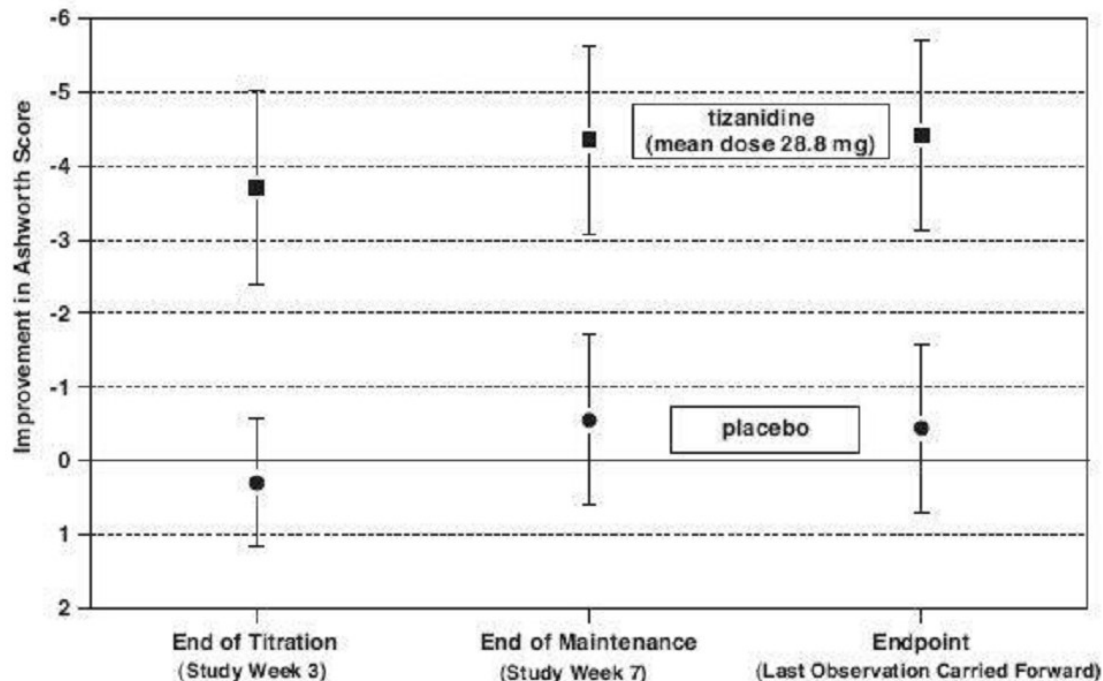 Improvement in Ashworth Score
-6
-5
-4
-3
-2
-1
0
1
2
tizanidine
(mean dose 28.8 mg)
placebo
End of Titration
(Study Week 3)
End of Maintenance
(Study Week 7)
Endpoint
(Last Observation Carried Forward)